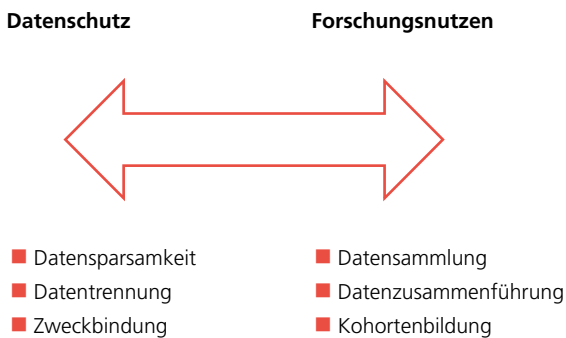 Datenschutz
Forschungsnutzen
Datensparsamkeit
Datentrennung
Zweckbindung
Datensammlung
Datenzusammenführung
Kohortenbildung